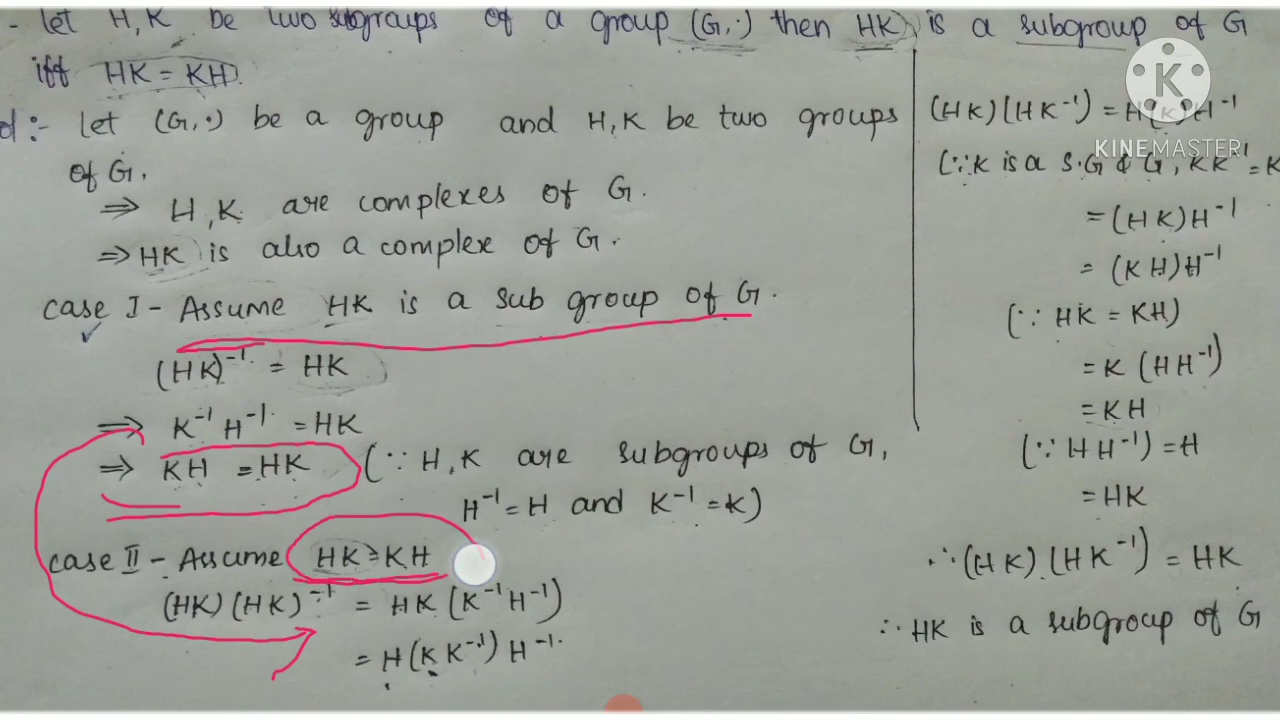 - let H, K be two subgroups of a group (G, ·) then HK is a subgroup of G
iff HK = KH.
d :- let (G, ·) be a group and H, K be two groups
of G.
⇒ H, K are complexes of G.
⇒ HK is also a complex of G.
case I - Assume HK is a sub group of G.
(HK)⁻¹ = HK
⇒ K⁻¹ H⁻¹ = HK
⇒ KH = HK (∵ H, K are subgroups of G,
H⁻¹ = H and K⁻¹ = K)
case II - Assume HK = KH
(HK) (HK)⁻¹ = HK (K⁻¹ H⁻¹)
= H (K K⁻¹) H⁻¹.
(HK) (HK⁻¹) = H(K)H⁻¹
(∵ K is a S.G of G, KK⁻¹ = K
= (HK)H⁻¹
= (KH)H⁻¹
(∵ HK = KH)
= K (HH⁻¹)
= KH
(∵ HH⁻¹) = H
= HK
∴ (HK) (HK⁻¹) = HK
∴ HK is a subgroup of G
K
KINEMASTER